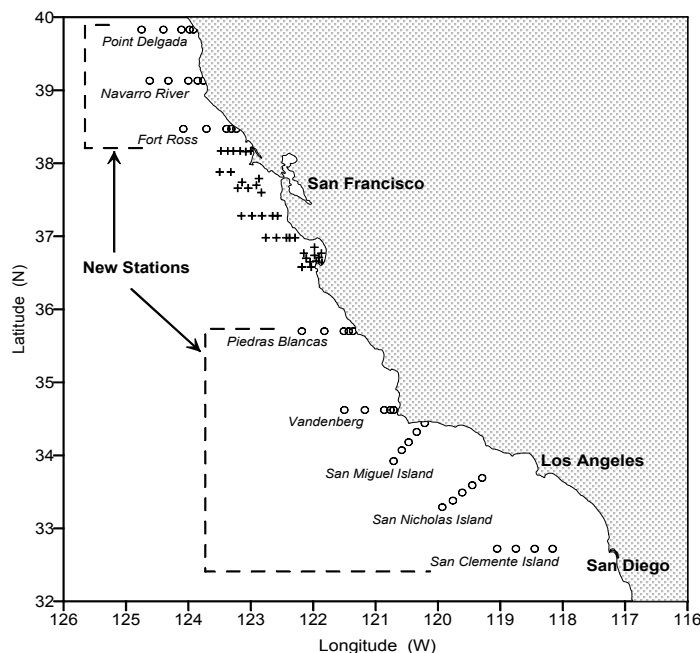 40
Point Delgada
39
Navarro River
Fort Ross
38
San Francisco
37
New Stations
36
Piedras Blancas
35
Vandenberg
34
San Miguel Island
Los Angeles
San Nicholas Island
33
San Clemente Island
San Diego
32
126 125 124 123 122 121 120 119 118 117 116
Longitude (W)
Latitude (N)